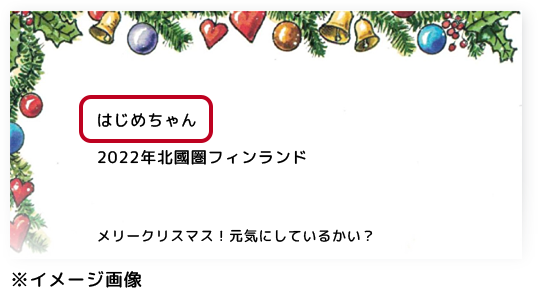 はじめちゃん
2022年北國圏フィンランド
メリークリスマス！元気にしているかい？
※イメージ画像